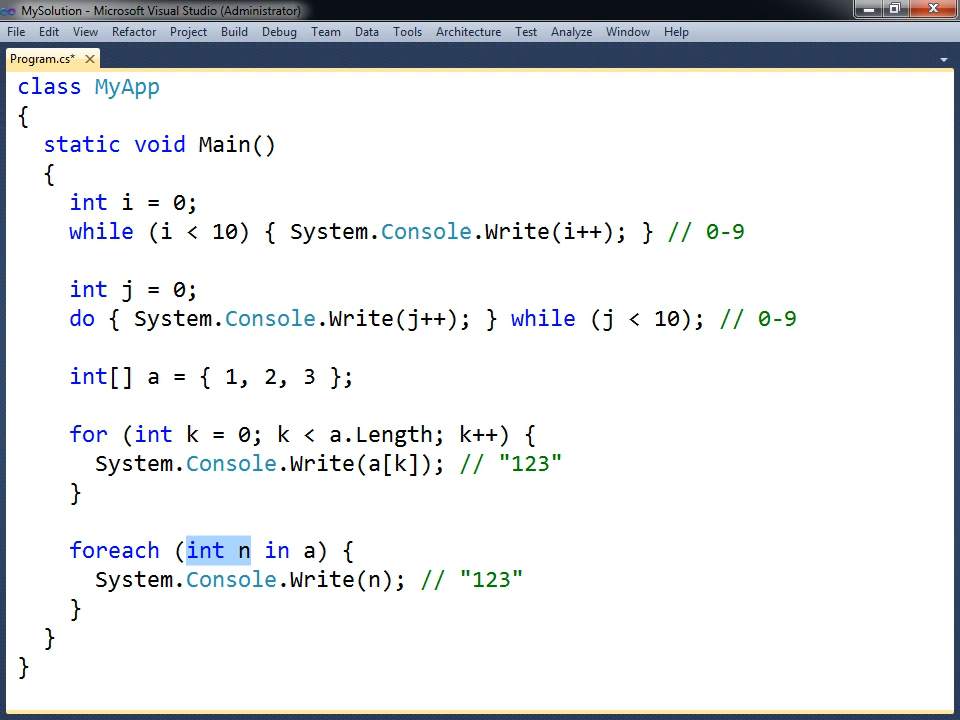 MySolution - Microsoft Visual Studio (Administrator)
File Edit View Refactor Project Build Debug Team Data Tools Architecture Test Analyze Window Help
Program.cs*
class MyApp
{
static void Main()
{
int i = 0;
while (i < 10) { System.Console.Write(i++); } // 0-9
int j = 0;
do { System.Console.Write(j++); } while (j < 10); // 0-9
int[] a = { 1, 2, 3 };
for (int k = 0; k < a.Length; k++) {
System.Console.Write(a[k]); // "123"
}
foreach (int n in a) {
System.Console.Write(n); // "123"
}
}
}